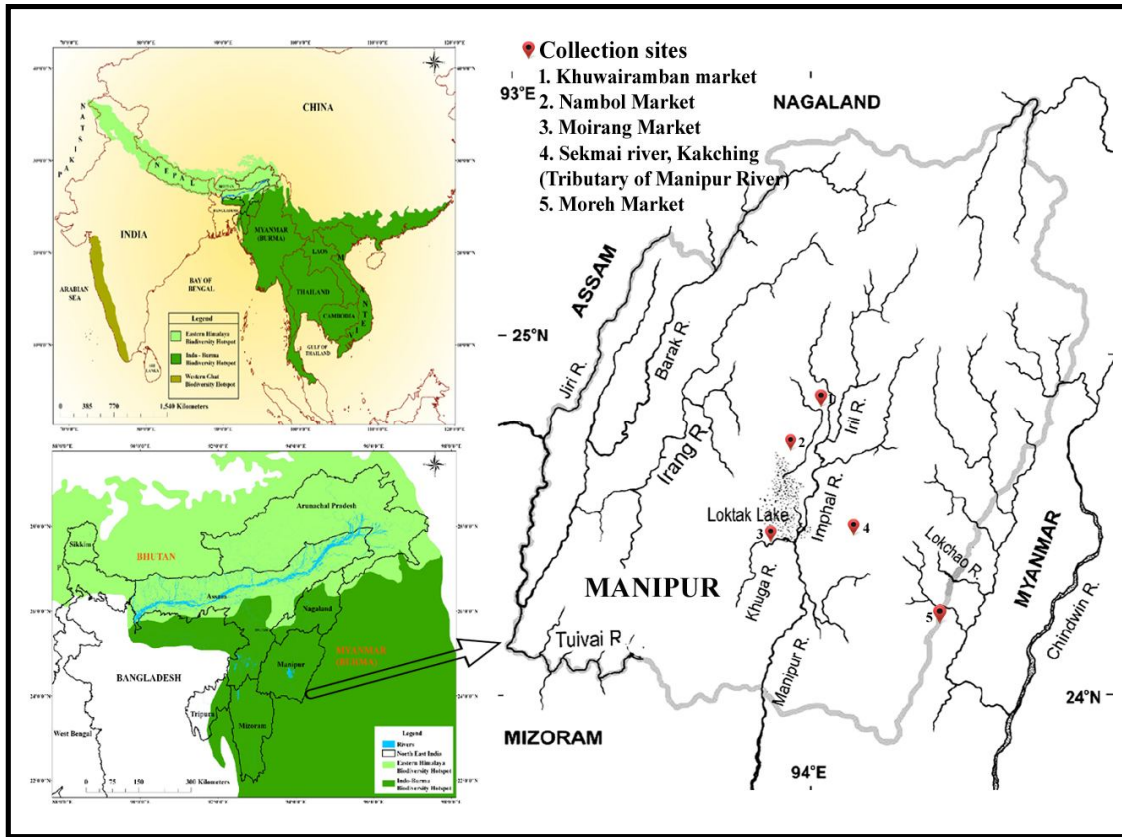 CHINA
NEPAL
INDIA
MYANMAR
(BURMA)
LAOS
THAILAND
CAMBODIA
BAY OF
BENGAL
ARABIAN
SEA
GULF OF
THAILAND
Legend
Eastern Himalaya
Biodiversity Hotspot
Indo- Burma
Biodiversity Hotspot
Western Ghat
Biodiversity Hotspot
0 385 770 1,540 Kilometers
Arunachal Pradesh
Sikkim
BHUTAN
Assam
Nagaland
Manipur
BANGLADESH
Tripura
Mizoram
West Bengal
Legend
Rivers
North East India
Eastern Himalaya
Biodiversity Hotspot
Indo-Burma
Biodiversity Hotspot
0 75 150 300 Kilometers
Collection sites
1. Khuwairamban market
2. Nambol Market
3. Moirang Market
4. Sekmai river, Kakching
(Tributary of Manipur River)
5. Moreh Market
93°E
NAGALAND
ASSAM
25°N
Jiri R.
Barak R.
Irang R.
Iril R.
2
Loktak Lake
Imphal R.
3
4
Lokchao R.
MYANMAR
MANIPUR
Khuga R.
5
Chindwin R.
Tuivai R.
Manipur R.
24°N
MIZORAM
94°E